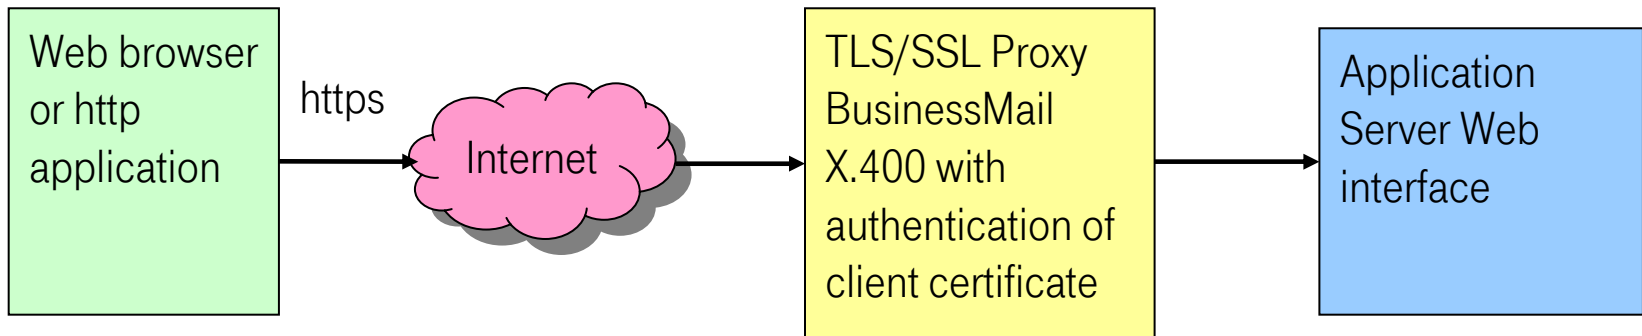 Web browser
or http
application
https
Internet
TLS/SSL Proxy
BusinessMail
X.400 with
authentication of
client certificate
Application
Server Web
interface